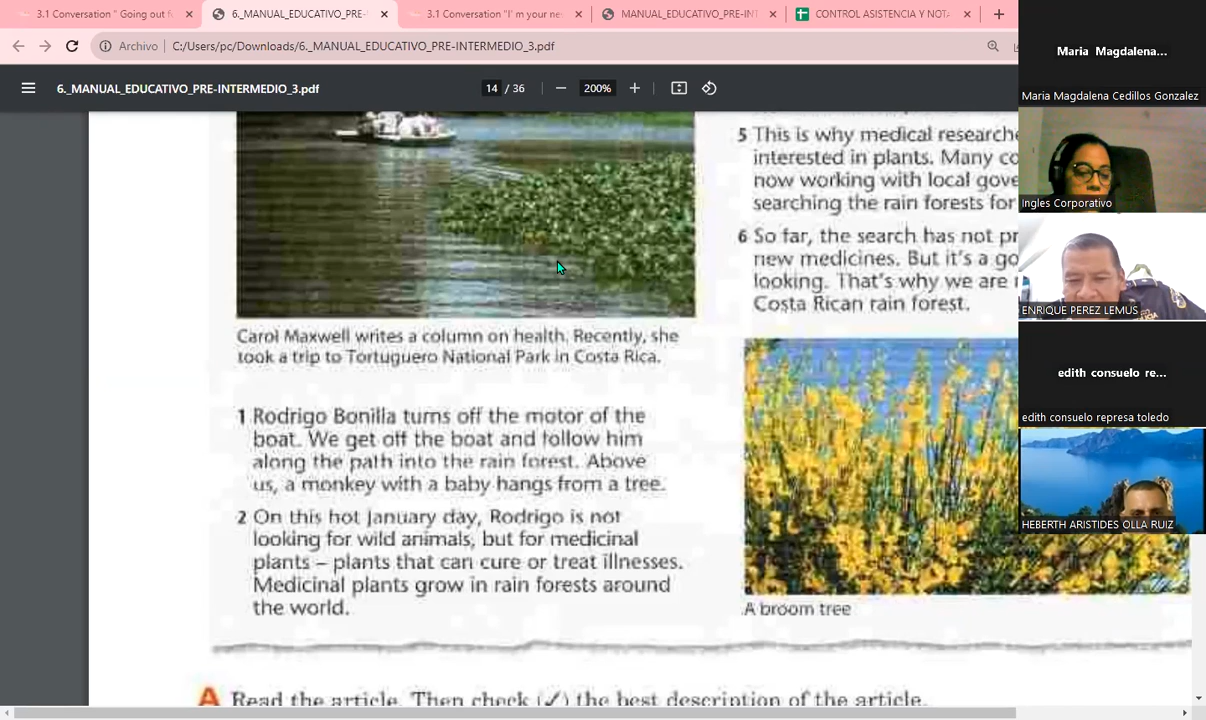 3.1 Conversation " Going out f
6._MANUAL_EDUCATIVO_PRE-
3.1 Conversation "I' m your ne
MANUAL_EDUCATIVO_PRE-INT
CONTROL ASISTENCIA Y NOTA
Archivo
C:/Users/pc/Downloads/6._MANUAL_EDUCATIVO_PRE-INTERMEDIO_3.pdf
6._MANUAL_EDUCATIVO_PRE-INTERMEDIO_3.pdf
14 / 36
200%
Carol Maxwell writes a column on health. Recently, she
took a trip to Tortuguero National Park in Costa Rica.
1 Rodrigo Bonilla turns off the motor of the
boat. We get off the boat and follow him
along the path into the rain forest. Above
us, a monkey with a baby hangs from a tree.
2 On this hot January day, Rodrigo is not
looking for wild animals, but for medicinal
plants – plants that can cure or treat illnesses.
Medicinal plants grow in rain forests around
the world.
5 This is why medical researche
interested in plants. Many co
now working with local gove
searching the rain forests for
6 So far, the search has not pr
new medicines. But it's a go
looking. That's why we are
Costa Rican rain forest.
A broom tree
A Read the article. Then check (✓) the best description of the article.
Maria Magdalena...
Maria Magdalena Cedillos Gonzalez
Ingles Corporativo
ENRIQUE PEREZ LEMUS
edith consuelo re...
edith consuelo represa toledo
HEBERTH ARISTIDES OLLA RUIZ